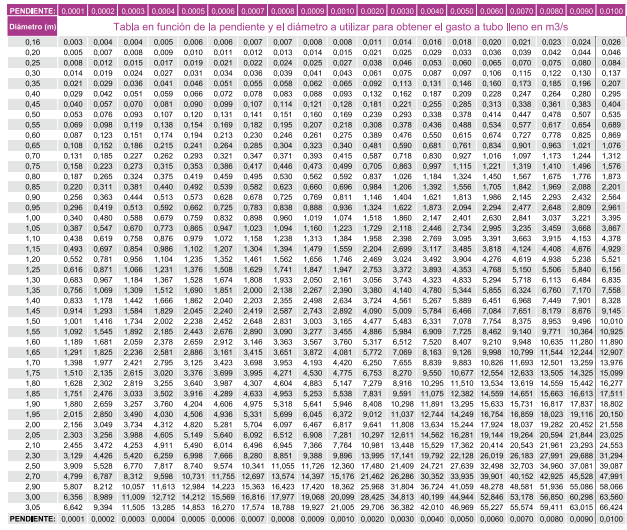 PENDIENTE: 0,0001 0,0002 0,0003 0,0004 0,0005 0,0006 0,0007 0,0008 0,0009 0,0010 0,0020 0,0030 0,0040 0,0050 0,0060 0,0070 0,0080 0,0090 0,0100
Diámetro (m) Tabla en función de la pendiente y el diámetro a utilizar para obtener el gasto a tubo lleno en m3/s
0,16 0,003 0,004 0,004 0,005 0,006 0,006 0,007 0,007 0,008 0,008 0,011 0,014 0,016 0,018 0,020 0,021 0,023 0,024 0,026
0,20 0,005 0,007 0,008 0,009 0,010 0,011 0,012 0,013 0,014 0,015 0,021 0,025 0,029 0,033 0,036 0,039 0,042 0,044 0,046
0,25 0,008 0,012 0,015 0,017 0,019 0,021 0,022 0,024 0,025 0,027 0,038 0,046 0,053 0,060 0,065 0,070 0,075 0,080 0,084
0,30 0,014 0,019 0,024 0,027 0,031 0,034 0,036 0,039 0,041 0,043 0,061 0,075 0,087 0,097 0,106 0,115 0,122 0,130 0,137
0,35 0,021 0,029 0,036 0,041 0,046 0,051 0,055 0,058 0,062 0,065 0,092 0,113 0,131 0,146 0,160 0,173 0,185 0,196 0,207
0,40 0,029 0,042 0,051 0,059 0,066 0,072 0,078 0,083 0,088 0,093 0,132 0,162 0,187 0,209 0,228 0,247 0,264 0,280 0,295
0,45 0,040 0,057 0,070 0,081 0,090 0,099 0,107 0,114 0,121 0,128 0,181 0,221 0,255 0,285 0,313 0,338 0,361 0,383 0,404
0,50 0,053 0,076 0,093 0,107 0,120 0,131 0,141 0,151 0,160 0,169 0,239 0,293 0,338 0,378 0,414 0,447 0,478 0,507 0,535
0,55 0,069 0,098 0,119 0,138 0,154 0,169 0,182 0,195 0,207 0,218 0,308 0,378 0,436 0,488 0,534 0,577 0,617 0,654 0,689
0,60 0,087 0,123 0,151 0,174 0,194 0,213 0,230 0,246 0,261 0,275 0,389 0,476 0,550 0,615 0,674 0,727 0,778 0,825 0,869
0,65 0,108 0,152 0,186 0,215 0,241 0,264 0,285 0,304 0,323 0,340 0,481 0,590 0,681 0,761 0,834 0,901 0,963 1,021 1,076
0,70 0,131 0,185 0,227 0,262 0,293 0,321 0,347 0,371 0,393 0,415 0,587 0,718 0,830 0,927 1,016 1,097 1,173 1,244 1,312
0,75 0,158 0,223 0,273 0,315 0,353 0,386 0,417 0,446 0,473 0,499 0,705 0,863 0,997 1,115 1,221 1,319 1,410 1,496 1,576
0,80 0,187 0,265 0,324 0,375 0,419 0,459 0,495 0,530 0,562 0,592 0,837 1,026 1,184 1,324 1,450 1,567 1,675 1,776 1,873
0,85 0,220 0,311 0,381 0,440 0,492 0,539 0,582 0,623 0,660 0,696 0,984 1,206 1,392 1,556 1,705 1,842 1,969 2,088 2,201
0,90 0,256 0,363 0,444 0,513 0,573 0,628 0,678 0,725 0,769 0,811 1,146 1,404 1,621 1,813 1,986 2,145 2,293 2,432 2,564
0,95 0,296 0,419 0,513 0,592 0,662 0,725 0,783 0,838 0,888 0,936 1,324 1,622 1,873 2,094 2,294 2,477 2,648 2,809 2,961
1,00 0,340 0,480 0,588 0,679 0,759 0,832 0,898 0,960 1,019 1,074 1,518 1,860 2,147 2,401 2,630 2,841 3,037 3,221 3,395
1,05 0,387 0,547 0,670 0,773 0,865 0,947 1,023 1,094 1,160 1,223 1,729 2,118 2,446 2,734 2,995 3,235 3,459 3,668 3,867
1,10 0,438 0,619 0,758 0,876 0,979 1,072 1,158 1,238 1,313 1,384 1,958 2,398 2,769 3,095 3,391 3,663 3,915 4,153 4,378
1,15 0,493 0,697 0,854 0,986 1,102 1,207 1,304 1,394 1,479 1,559 2,204 2,699 3,117 3,485 3,818 4,124 4,408 4,676 4,929
1,20 0,552 0,781 0,956 1,104 1,235 1,352 1,461 1,562 1,656 1,746 2,469 3,024 3,492 3,904 4,276 4,619 4,938 5,238 5,521
1,25 0,616 0,871 1,066 1,231 1,376 1,508 1,629 1,741 1,847 1,947 2,753 3,372 3,893 4,353 4,768 5,150 5,506 5,840 6,156
1,30 0,683 0,967 1,184 1,367 1,528 1,674 1,808 1,933 2,050 2,161 3,056 3,743 4,323 4,833 5,294 5,718 6,113 6,484 6,835
1,35 0,756 1,069 1,309 1,512 1,690 1,851 2,000 2,138 2,267 2,390 3,380 4,140 4,780 5,344 5,855 6,324 6,760 7,170 7,558
1,40 0,833 1,178 1,442 1,666 1,862 2,040 2,203 2,355 2,498 2,634 3,724 4,561 5,267 5,889 6,451 6,968 7,449 7,901 8,328
1,45 0,914 1,293 1,584 1,829 2,045 2,240 2,419 2,587 2,743 2,892 4,090 5,009 5,784 6,466 7,084 7,651 8,179 8,676 9,145
1,50 1,001 1,416 1,734 2,002 2,238 2,452 2,648 2,831 3,003 3,165 4,477 5,483 6,331 7,078 7,754 8,375 8,953 9,496 10,010
1,55 1,092 1,545 1,892 2,185 2,443 2,676 2,890 3,090 3,277 3,455 4,886 5,984 6,909 7,725 8,462 9,140 9,771 10,364 10,925
1,60 1,189 1,681 2,059 2,378 2,659 2,912 3,146 3,363 3,567 3,760 5,317 6,512 7,520 8,407 9,210 9,948 10,635 11,280 11,890
1,65 1,291 1,825 2,236 2,581 2,886 3,161 3,415 3,651 3,872 4,081 5,772 7,069 8,163 9,126 9,998 10,799 11,544 12,244 12,907
1,70 1,398 1,977 2,421 2,795 3,125 3,423 3,698 3,953 4,193 4,420 6,250 7,655 8,839 9,883 10,826 11,693 12,501 13,259 13,976
1,75 1,510 2,135 2,615 3,020 3,376 3,699 3,995 4,271 4,530 4,775 6,753 8,270 9,550 10,677 12,554 12,633 13,505 14,325 15,099
1,80 1,628 2,302 2,819 3,255 3,640 3,987 4,307 4,604 4,883 5,147 7,279 8,916 10,295 11,510 13,534 13,619 14,559 15,442 16,277
1,85 1,751 2,476 3,033 3,502 3,916 4,289 4,633 4,953 5,253 5,538 7,831 9,591 11,075 12,382 14,559 14,651 15,663 16,613 17,511
1,90 1,880 2,659 3,257 3,760 4,204 4,606 4,975 5,318 5,641 5,946 8,408 10,298 11,891 13,295 15,633 15,731 16,817 17,837 18,802
1,95 2,015 2,850 3,490 4,030 4,506 4,936 5,331 5,699 6,045 6,372 9,012 11,037 12,744 14,249 16,754 16,859 18,023 19,116 20,150
2,00 2,156 3,049 3,734 4,312 4,820 5,281 5,704 6,097 6,467 6,817 9,641 11,808 13,634 15,244 17,924 18,037 19,282 20,452 21,558
2,05 2,303 3,256 3,988 4,605 5,149 5,640 6,092 6,512 6,908 7,281 10,297 12,611 14,562 16,281 19,144 19,264 20,594 21,844 23,025
2,10 2,455 3,472 4,253 4,911 5,490 6,014 6,496 6,945 7,366 7,764 10,981 13,448 15,529 17,362 20,414 20,543 21,961 23,293 24,553
2,30 3,129 4,426 5,420 6,259 6,998 7,666 8,280 8,851 9,388 9,896 13,995 17,141 19,792 22,128 26,019 26,183 27,991 29,688 31,294
2,50 3,909 5,528 6,770 7,817 8,740 9,574 10,341 11,055 11,726 12,360 17,480 21,409 24,721 27,639 32,498 32,703 34,960 37,081 39,087
2,70 4,799 6,787 8,312 9,598 10,731 11,755 12,697 13,574 14,397 15,176 21,462 26,286 30,352 33,935 39,901 40,152 42,925 45,528 47,991
2,90 5,807 8,212 10,057 11,613 12,984 14,223 15,363 16,423 17,420 18,362 25,968 31,804 36,724 41,059 48,278 48,581 51,936 55,086 58,066
3,00 6,356 8,989 11,009 12,712 14,212 15,569 16,816 17,977 19,068 20,099 28,425 34,813 40,199 44,944 52,846 53,178 56,850 60,298 63,560
3,05 6,642 9,394 11,505 13,285 14,853 16,270 17,574 18,788 19,927 21,005 29,706 36,382 42,010 46,969 55,227 55,574 59,411 63,015 66,424
PENDIENTE: 0,0001 0,0002 0,0003 0,0004 0,0005 0,0006 0,0007 0,0008 0,0009 0,0010 0,0020 0,0030 0,0040 0,0050 0,0060 0,0070 0,0080 0,0090 0,0100